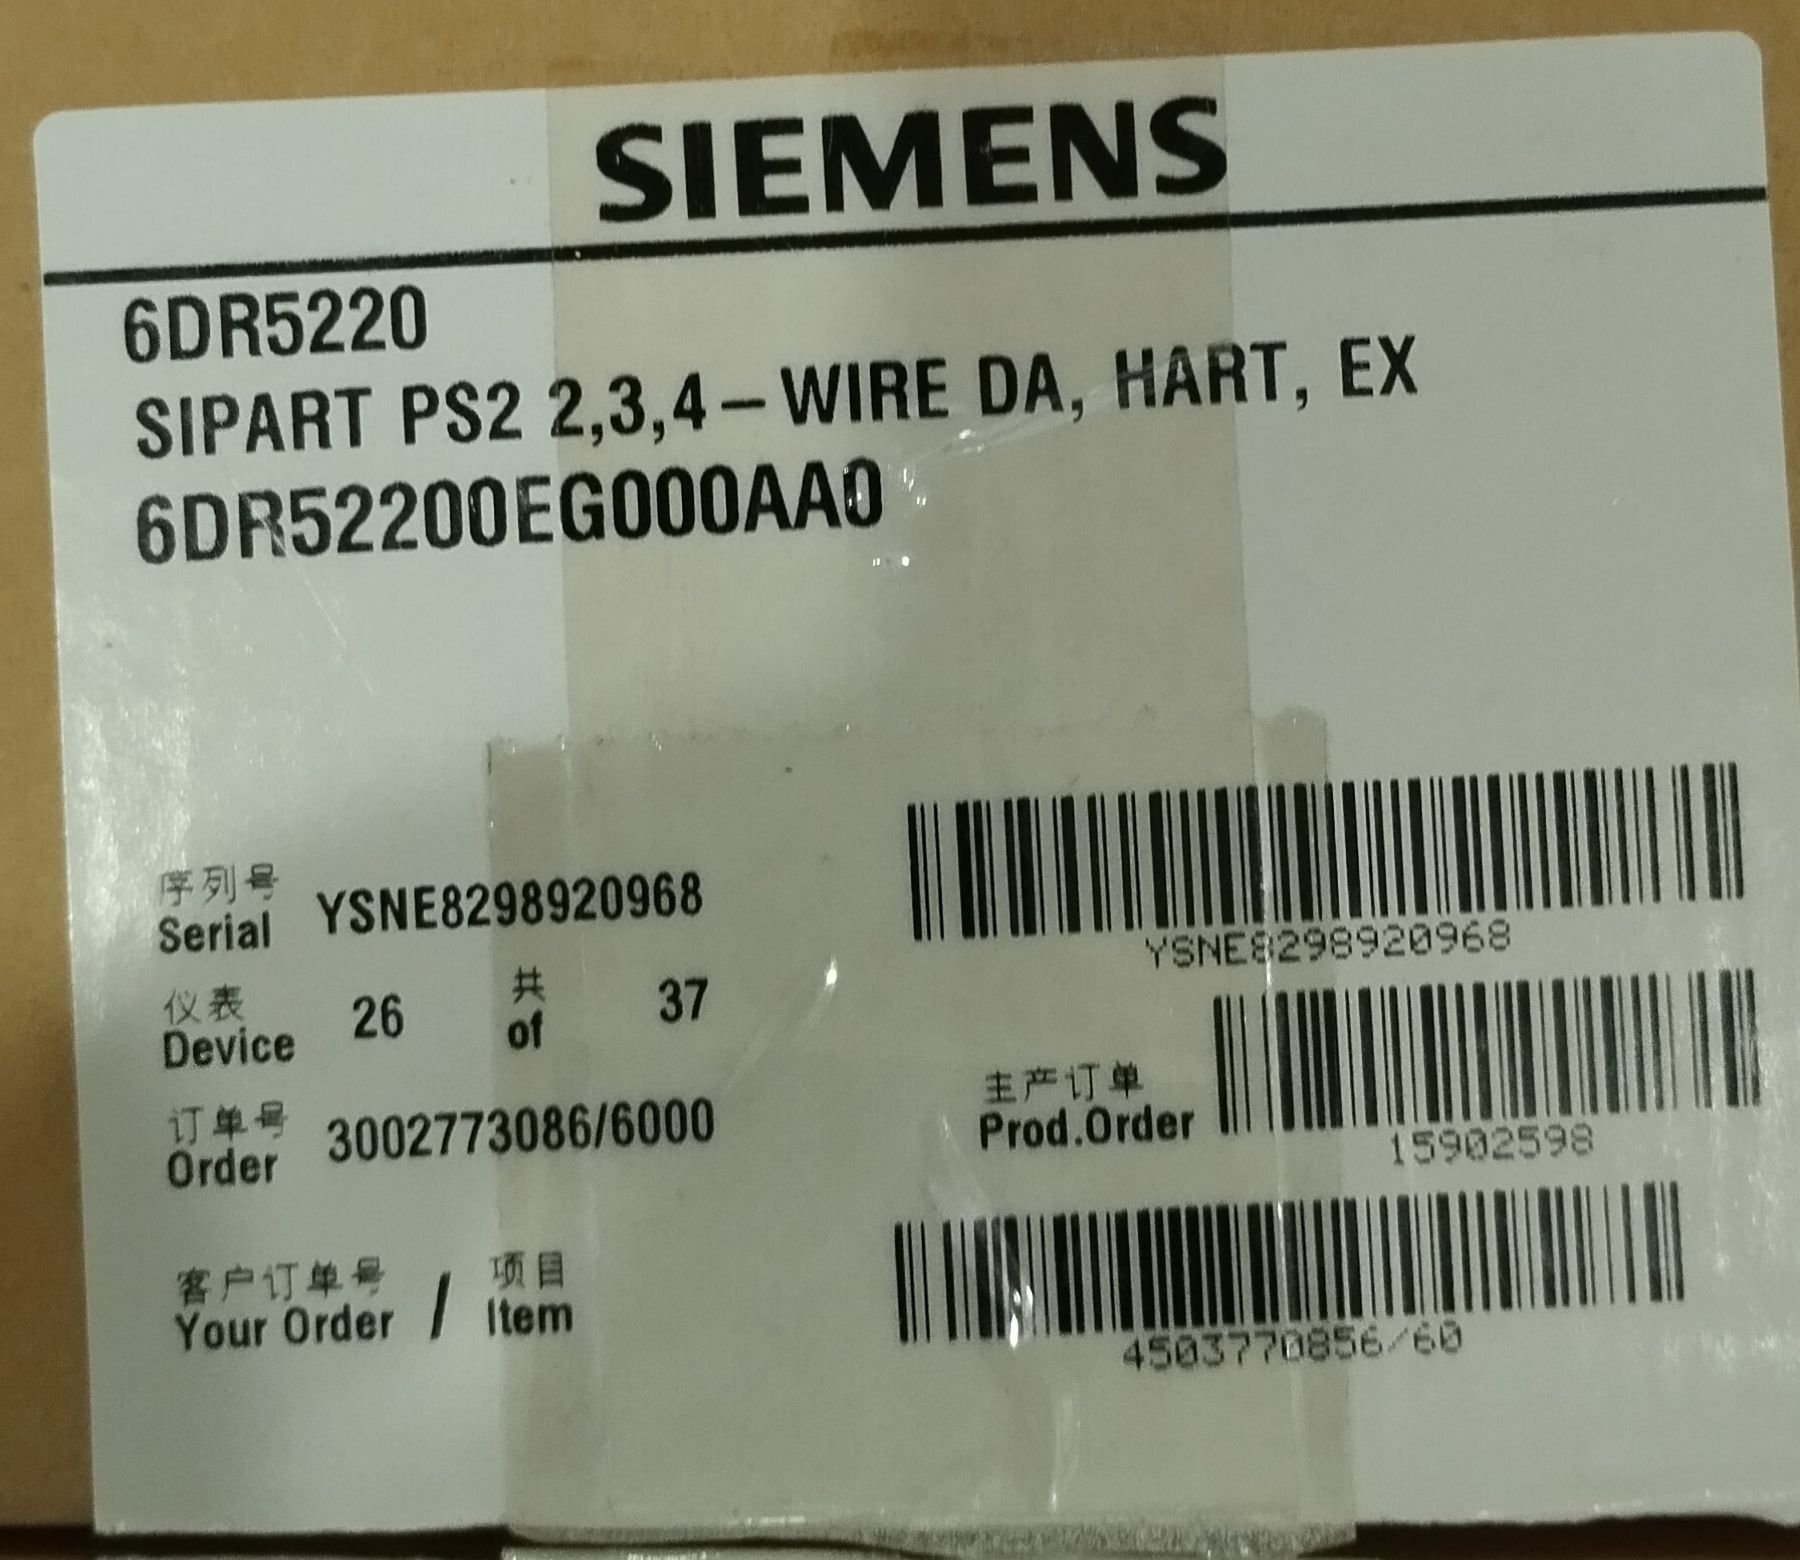 SIEMENS
6DR5220
SIPART PS2 2,3,4-WIRE DA, HART, EX
6DR52200EG000AA0
序列号
Serial YSNE8298920968
YSNE8298920968
仪表 共
Device 26 of 37
订单号
Order 3002773086/6000
主产订单
Prod.Order
15902598
客户订单号 / 项目
Your Order Item
4503770856/60